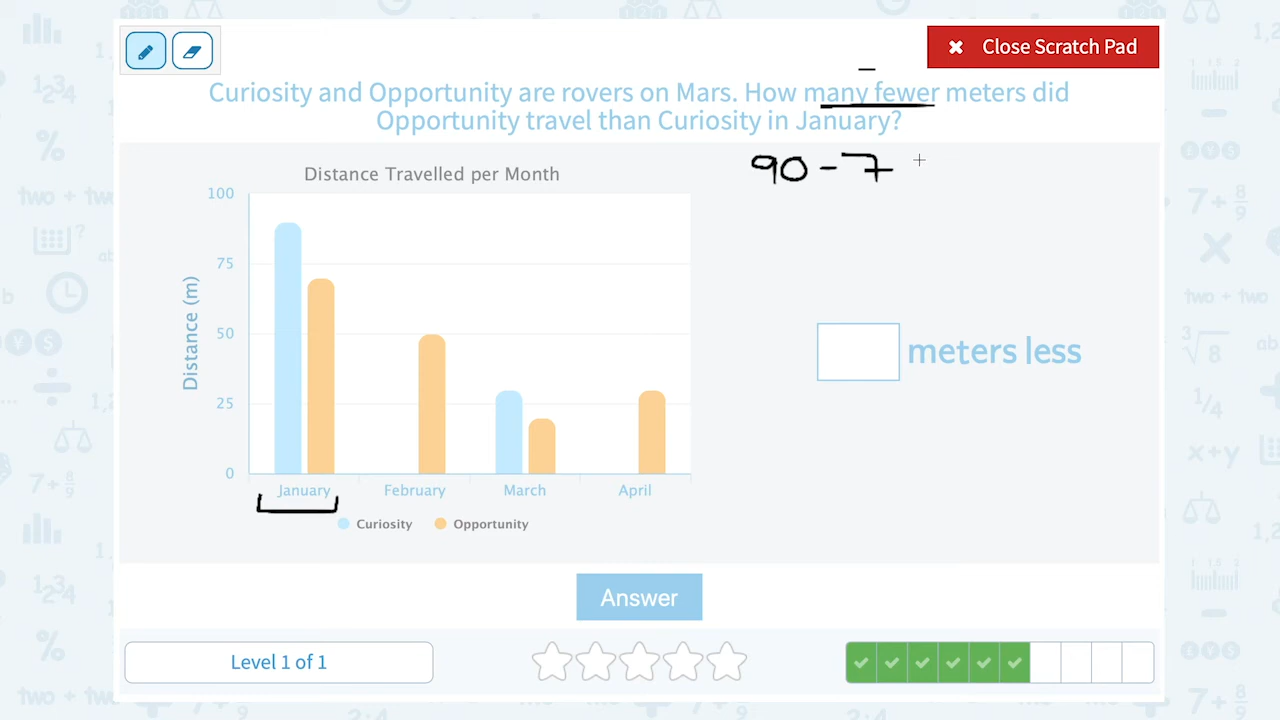 Close Scratch Pad
Curiosity and Opportunity are rovers on Mars. How many fewer meters did
Opportunity travel than Curiosity in January?
90-7
Distance Travelled per Month
100
75
50
25
0
Distance (m)
January February March April
Curiosity Opportunity
meters less
Answer
Level 1 of 1